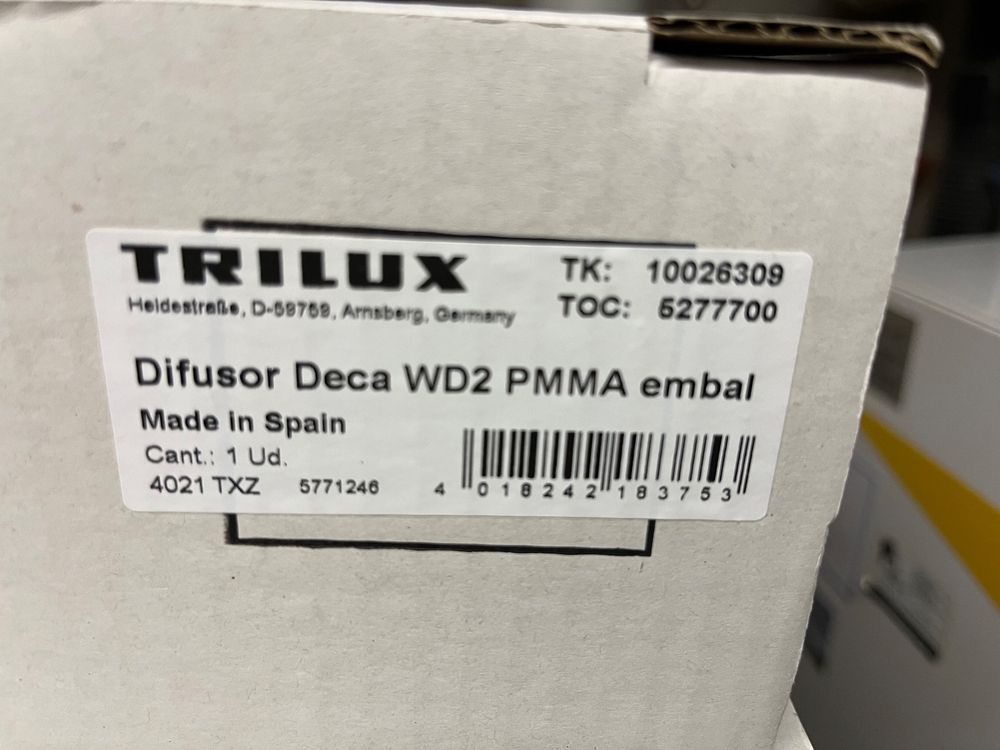 TRILUX
Heidestraße, D-59759, Arnsberg, Germany
TK: 10026309
TOC: 5277700
Difusor Deca WD2 PMMA embal
Made in Spain
Cant.: 1 Ud.
4021 TXZ 5771246
4 018242 183753